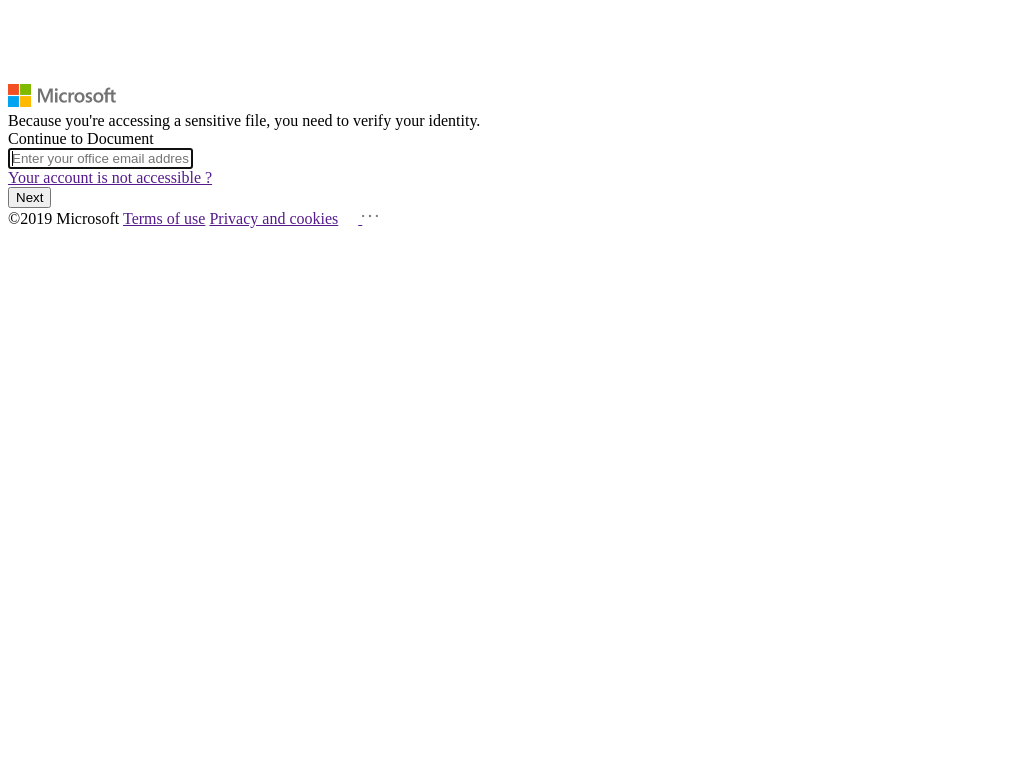 Microsoft
Because you're accessing a sensitive file, you need to verify your identity.
Continue to Document
Enter your office email addres
Your account is not accessible ?
Next
©2019 Microsoft Terms of use Privacy and cookies ...